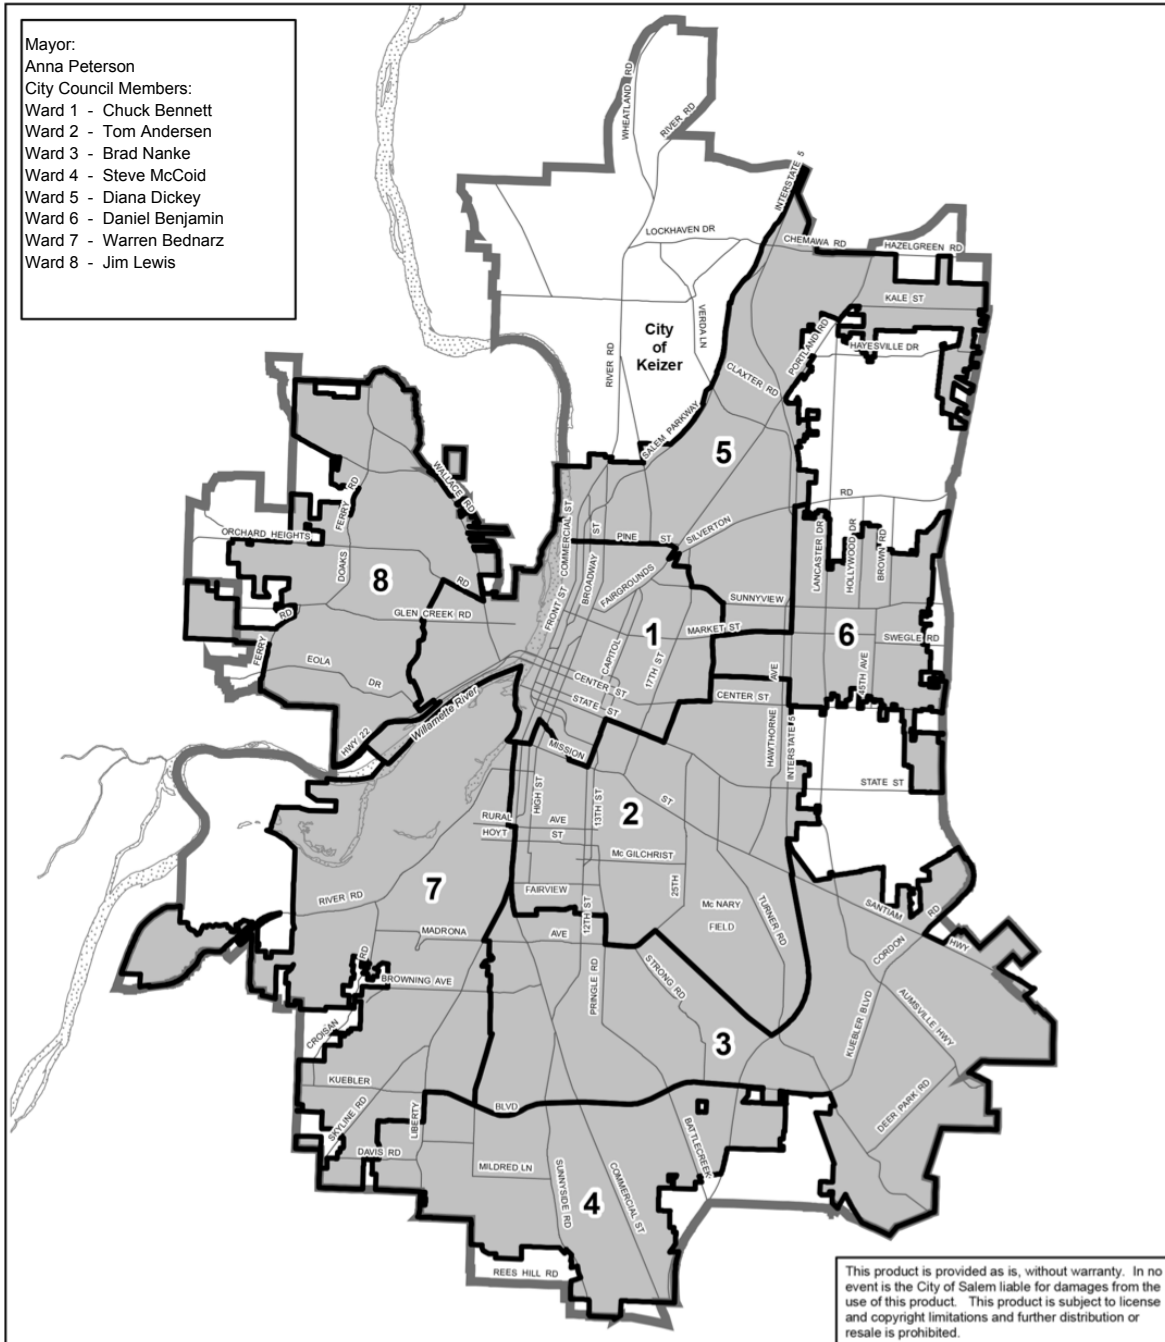 Mayor:
Anna Peterson
City Council Members:
Ward 1 - Chuck Bennett
Ward 2 - Tom Andersen
Ward 3 - Brad Nanke
Ward 4 - Steve McCoid
Ward 5 - Diana Dickey
Ward 6 - Daniel Benjamin
Ward 7 - Warren Bednarz
Ward 8 - Jim Lewis
WHEATLAND RD
RIVER RD
INTERSTATE 5
LOCKHAVEN DR
CHEMAWA RD
HAZELGREEN RD
KALE ST
VERDA LN
City
of
Keizer
RIVER RD
PORTLAND RD
HAYESVILLE DR
CLAXTER RD
SALEM PARKWAY
5
WALLACE RD
FERRY RD
ORCHARD HEIGHTS
DOAKS
8
RD
GLEN CREEK RD
RD
FERRY
EOLA
DR
HWY 22
Willamette River
COMMERCIAL ST
ST
PINE ST
SILVERTON
RD
BROADWAY
FRONT ST
FAIRGROUNDS
LANCASTER DR
HOLLYWOOD DR
BROWN RD
SUNNYVIEW
1
MARKET ST
6
SWEGLE RD
CAPITOL
17TH ST
45TH AVE
CENTER ST
STATE ST
CENTER ST
AVE
HAWTHORNE
INTERSTATE 5
MISSION
ST
STATE ST
HIGH ST
13TH ST
2
RURAL AVE
HOYT ST
Mc GILCHRIST
25TH
7
FAIRVIEW
Mc NARY
FIELD
TURNER RD
SANTIAM
HWY
RIVER RD
MADRONA
AVE
12TH ST
CORDON
RD
RD
BROWNING AVE
PRINGLE RD
STRONG RD
CROISAN
3
KUEBLER BLVD
AUMSVILLE HWY
KUEBLER
BLVD
SKYLINE RD
LIBERTY
BATTLECREEK
DEER PARK RD
DAVIS RD
MILDRED LN
SUNNYSIDE RD
COMMERCIAL ST
4
REES HILL RD
This product is provided as is, without warranty. In no
event is the City of Salem liable for damages from the
use of this product. This product is subject to license
and copyright limitations and further distribution or
resale is prohibited.